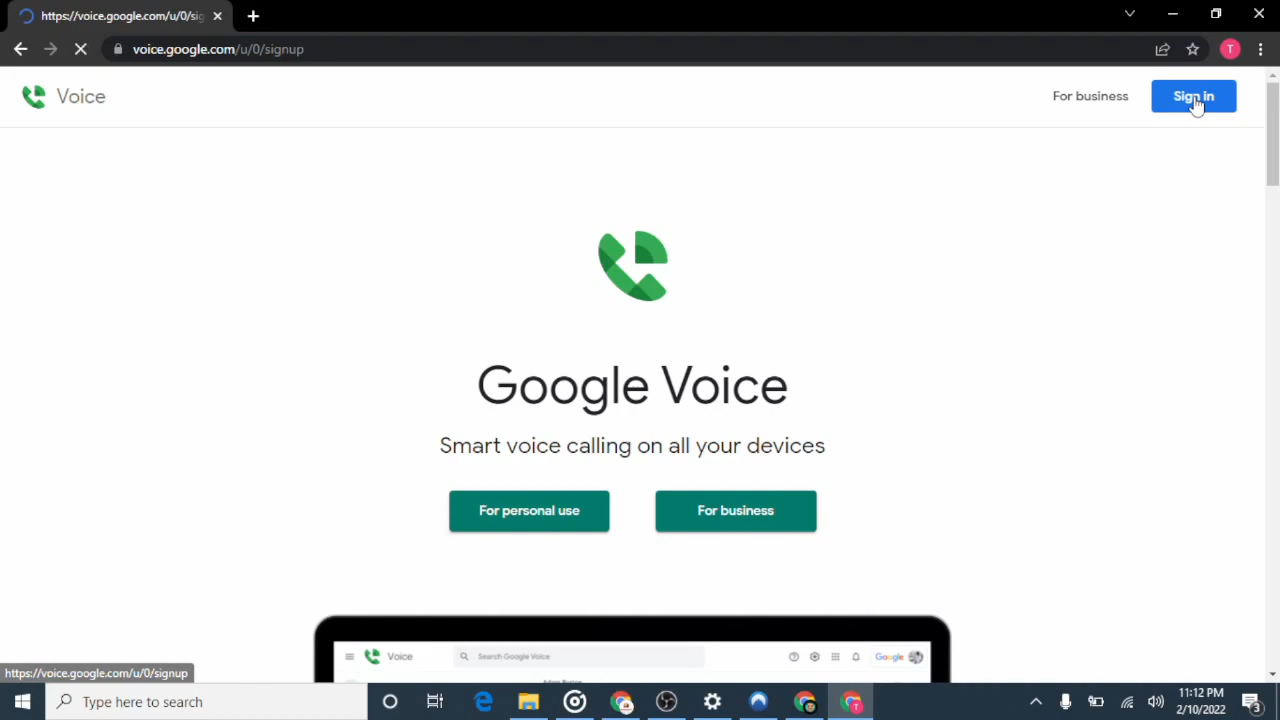 https://voice.google.com/u/0/sig
voice.google.com/u/0/signup
T
Voice
For business
Sign in
Google Voice
Smart voice calling on all your devices
For personal use
For business
Voice
Search Google Voice
Google
https://voice.google.com/u/0/signup
Type here to search
T
11:12 PM
2/10/2022
3